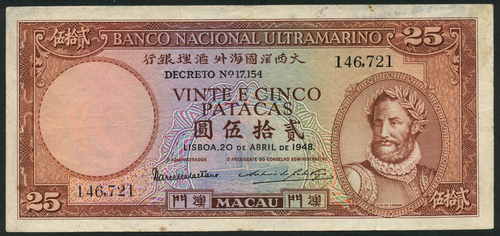 伍拾貳 BANCO NACIONAL ULTRAMARINO 25
行銀理滙外海國洋西大
DECRETO Nº 17.154 146,721
VINTE E CINCO
PATACAS
圓伍拾貳
LISBOA, 20 DE ABRIL DE 1948.
O ADMINISTRADOR O PRESIDENTE DO CONSELHO ADMINISTRATIVO
146,721
25 門澳 MACAU 門澳 伍拾貳